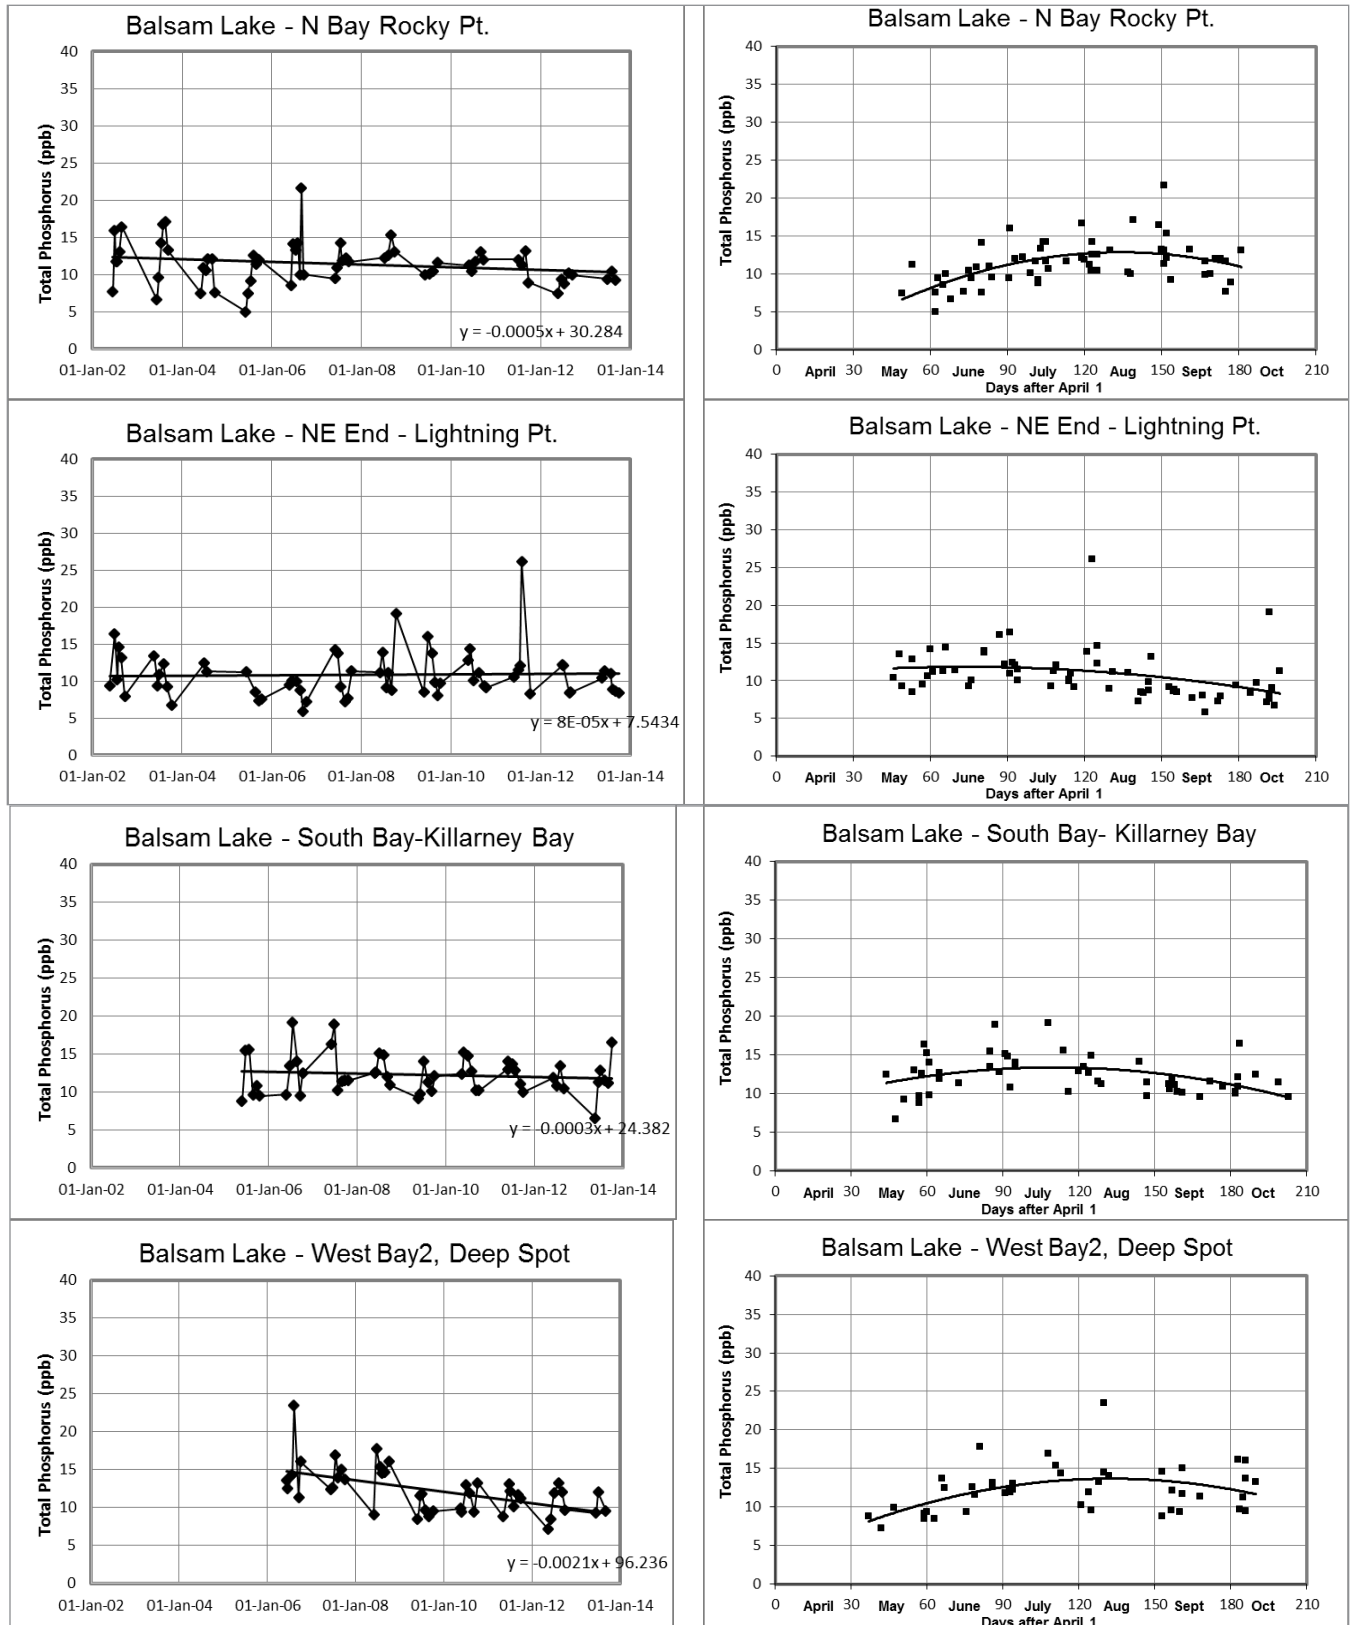 Balsam Lake - N Bay Rocky Pt.
Total Phosphorus (ppb)
40
35
30
25
20
15
10
5
0
y = -0.0005x + 30.284
01-Jan-02 01-Jan-04 01-Jan-06 01-Jan-08 01-Jan-10 01-Jan-12 01-Jan-14
Balsam Lake - N Bay Rocky Pt.
Total Phosphorus (ppb)
40
35
30
25
20
15
10
5
0
0 April 30 May 60 June 90 July 120 Aug 150 Sept 180 Oct 210
Days after April 1
Balsam Lake - NE End - Lightning Pt.
Total Phosphorus (ppb)
40
35
30
25
20
15
10
5
0
y = 8E-05x + 7.5434
01-Jan-02 01-Jan-04 01-Jan-06 01-Jan-08 01-Jan-10 01-Jan-12 01-Jan-14
Balsam Lake - NE End - Lightning Pt.
Total Phosphorus (ppb)
40
35
30
25
20
15
10
5
0
0 April 30 May 60 June 90 July 120 Aug 150 Sept 180 Oct 210
Days after April 1
Balsam Lake - South Bay-Killarney Bay
Total Phosphorus (ppb)
40
35
30
25
20
15
10
5
0
y = -0.0003x + 24.382
01-Jan-02 01-Jan-04 01-Jan-06 01-Jan-08 01-Jan-10 01-Jan-12 01-Jan-14
Balsam Lake - South Bay- Killarney Bay
Total Phosphorus (ppb)
40
35
30
25
20
15
10
5
0
0 April 30 May 60 June 90 July 120 Aug 150 Sept 180 Oct 210
Days after April 1
Balsam Lake - West Bay2, Deep Spot
Total Phosphorus (ppb)
40
35
30
25
20
15
10
5
0
y = -0.0021x + 96.236
01-Jan-02 01-Jan-04 01-Jan-06 01-Jan-08 01-Jan-10 01-Jan-12 01-Jan-14
Balsam Lake - West Bay2, Deep Spot
Total Phosphorus (ppb)
40
35
30
25
20
15
10
5
0
0 April 30 May 60 June 90 July 120 Aug 150 Sept 180 Oct 210
Days after April 1